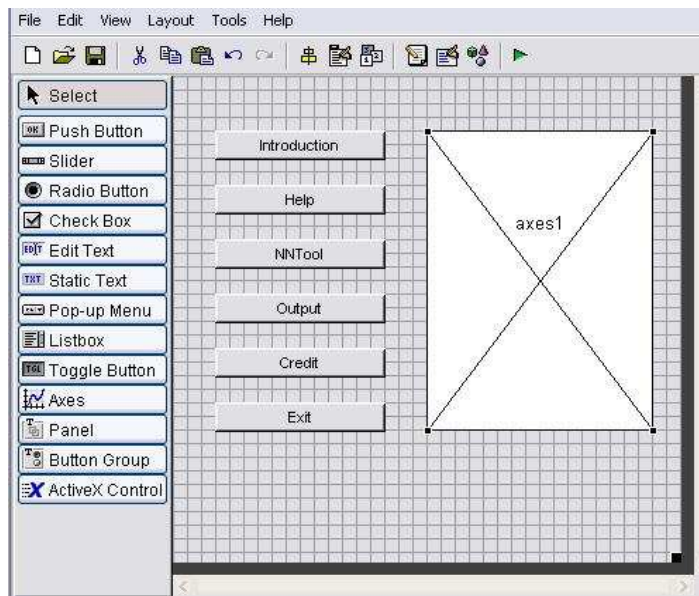 File Edit View Layout Tools Help
Select
Push Button
Slider
Radio Button
Check Box
Edit Text
Static Text
Pop-up Menu
Listbox
Toggle Button
Axes
Panel
Button Group
ActiveX Control
Introduction
Help
NNTool
Output
Credit
Exit
axes1